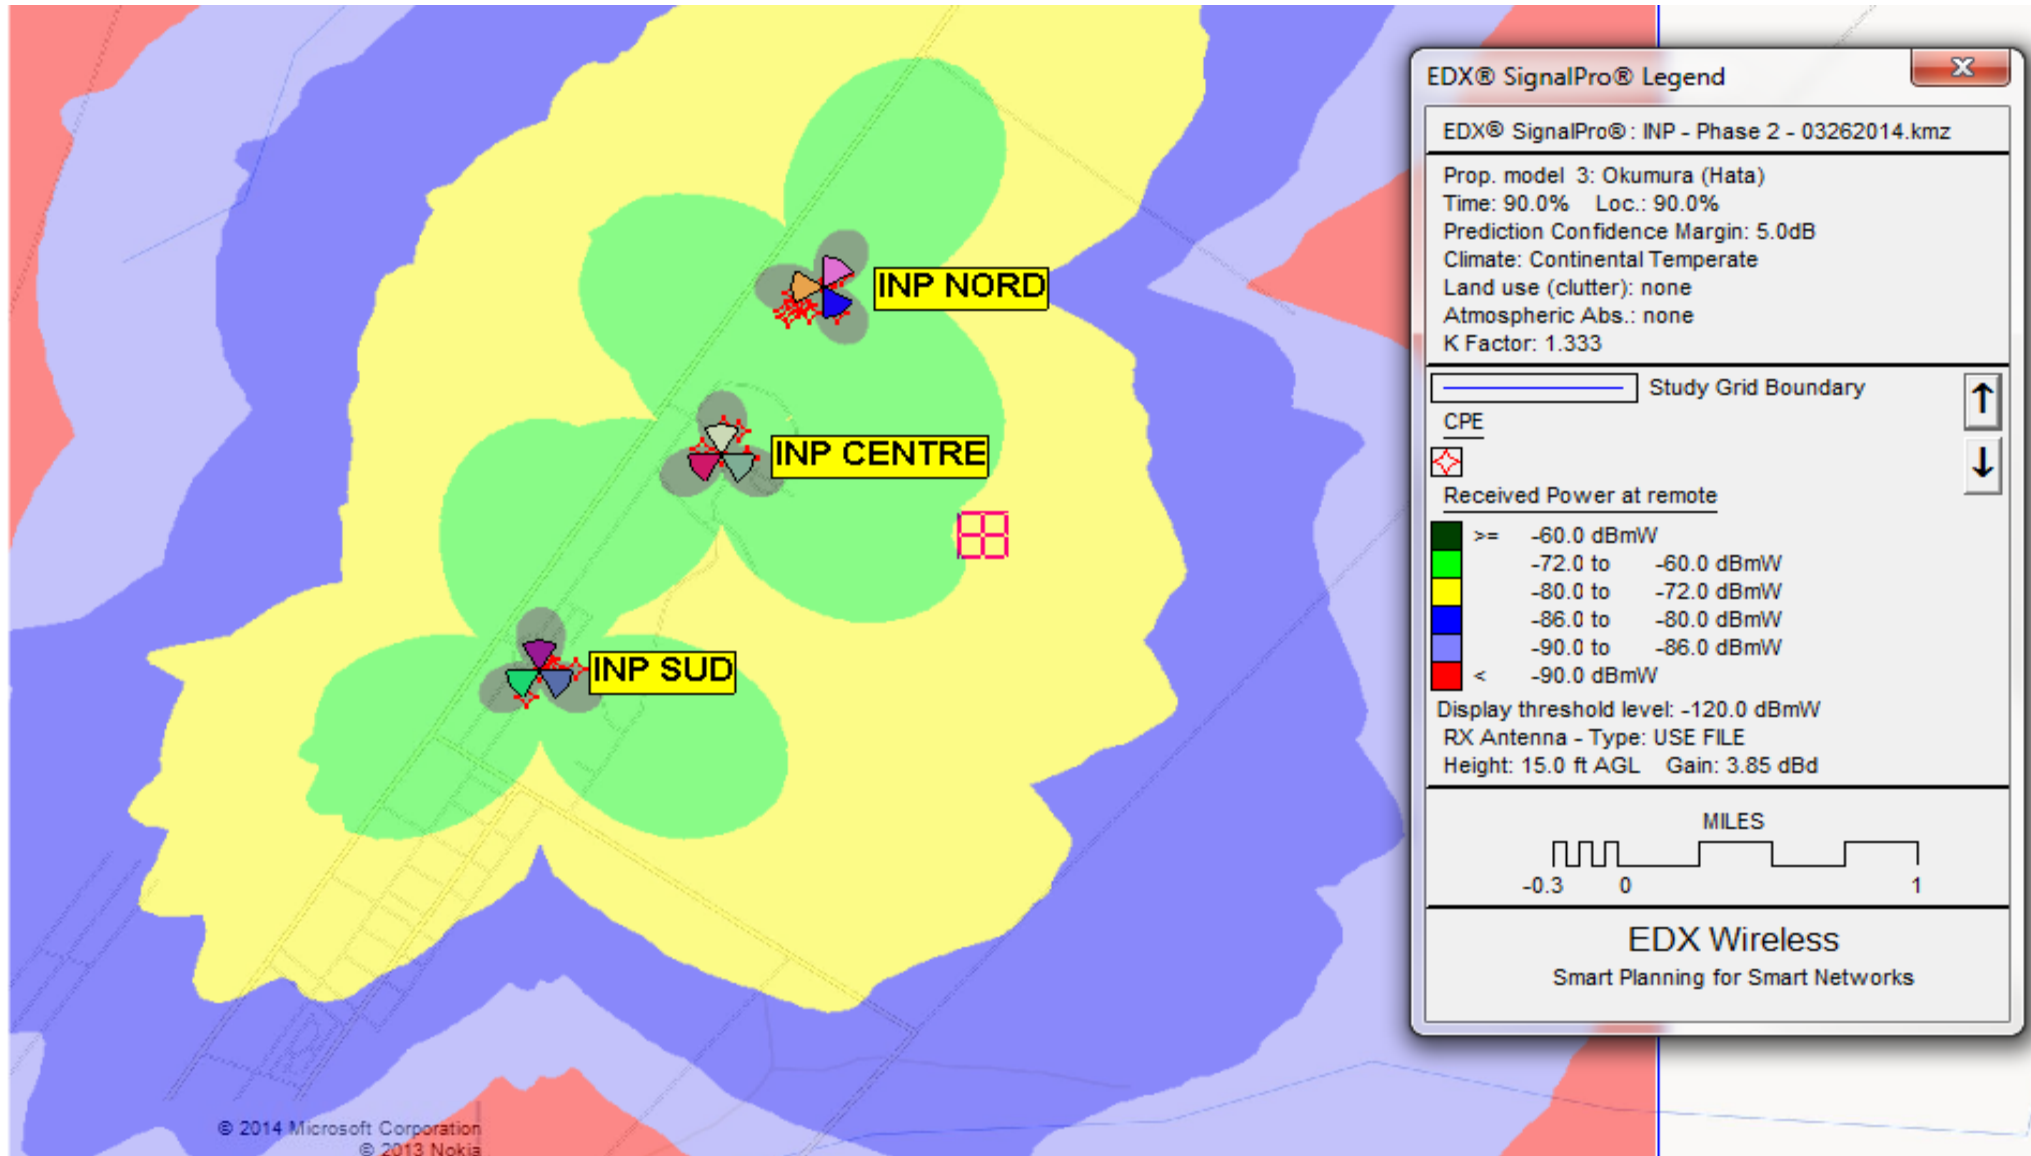 INP NORD
INP CENTRE
INP SUD
© 2014 Microsoft Corporation
© 2013 Nokia
EDX® SignalPro® Legend
EDX® SignalPro® : INP - Phase 2 - 03262014.kmz
Prop. model 3: Okumura (Hata)
Time: 90.0% Loc.: 90.0%
Prediction Confidence Margin: 5.0dB
Climate: Continental Temperate
Land use (clutter): none
Atmospheric Abs.: none
K Factor: 1.333
Study Grid Boundary
CPE
Received Power at remote
>= -60.0 dBmW
-72.0 to -60.0 dBmW
-80.0 to -72.0 dBmW
-86.0 to -80.0 dBmW
-90.0 to -86.0 dBmW
< -90.0 dBmW
Display threshold level: -120.0 dBmW
RX Antenna - Type: USE FILE
Height: 15.0 ft AGL Gain: 3.85 dBd
MILES
-0.3 0 1
EDX Wireless
Smart Planning for Smart Networks